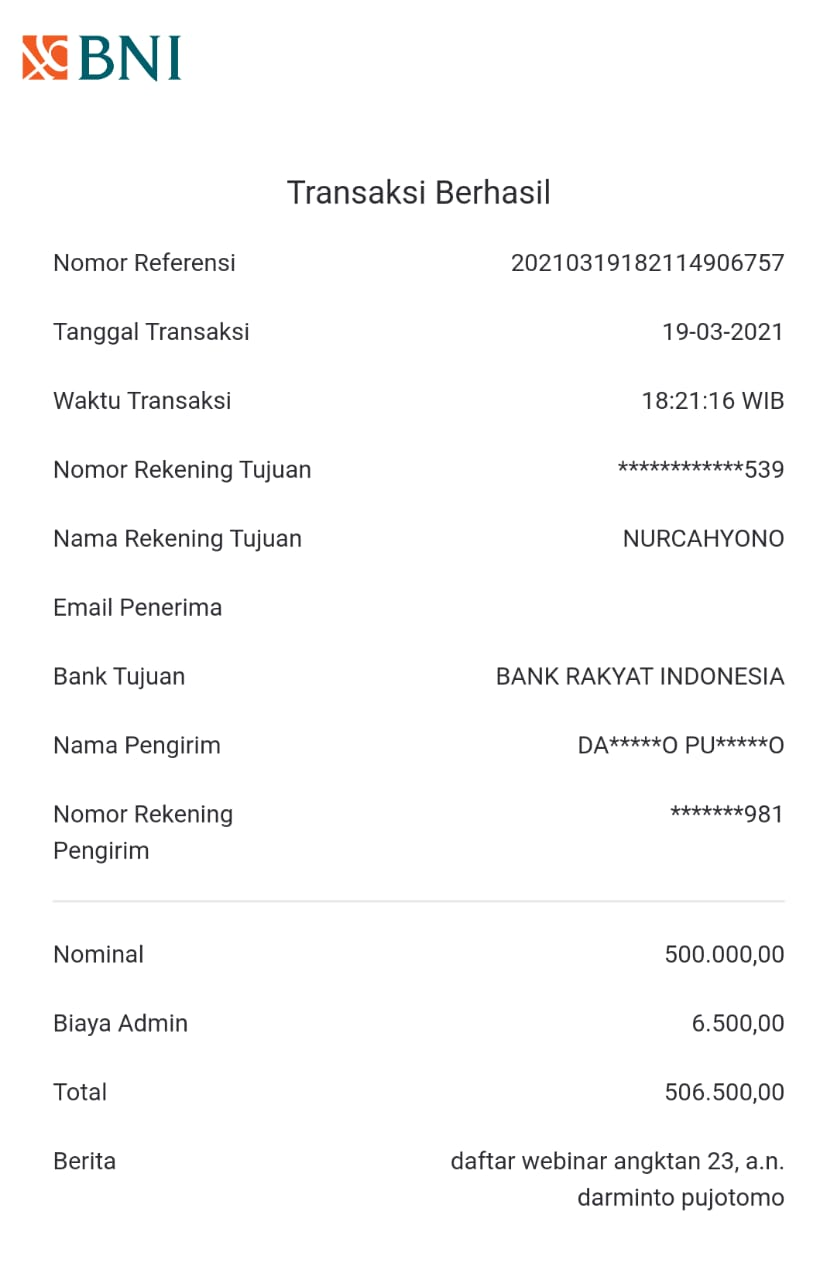 BNI
Transaksi Berhasil
Nomor Referensi 20210319182114906757
Tanggal Transaksi 19-03-2021
Waktu Transaksi 18:21:16 WIB
Nomor Rekening Tujuan ************539
Nama Rekening Tujuan NURCAHYONO
Email Penerima
Bank Tujuan BANK RAKYAT INDONESIA
Nama Pengirim DA*****O PU*****O
Nomor Rekening *******981
Pengirim
Nominal 500.000,00
Biaya Admin 6.500,00
Total 506.500,00
Berita daftar webinar angktan 23, a.n.
darminto pujotomo